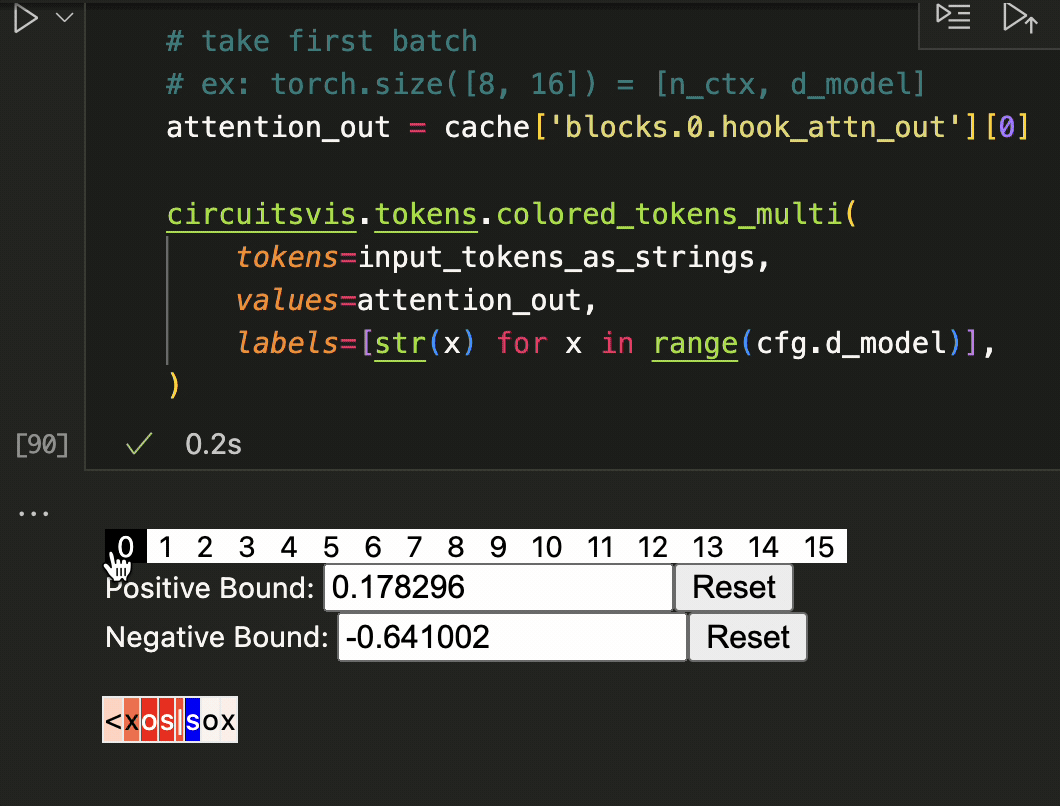 # take first batch
# ex: torch.size([8, 16]) = [n_ctx, d_model]
attention_out = cache['blocks.0.hook_attn_out'][0]
circuitsvis.tokens.colored_tokens_multi(
tokens=input_tokens_as_strings,
values=attention_out,
labels=[str(x) for x in range(cfg.d_model)],
)
[90] 0.2s
...
0 1 2 3 4 5 6 7 8 9 10 11 12 13 14 15
Positive Bound: 0.178296 Reset
Negative Bound: -0.641002 Reset
<xos|sox